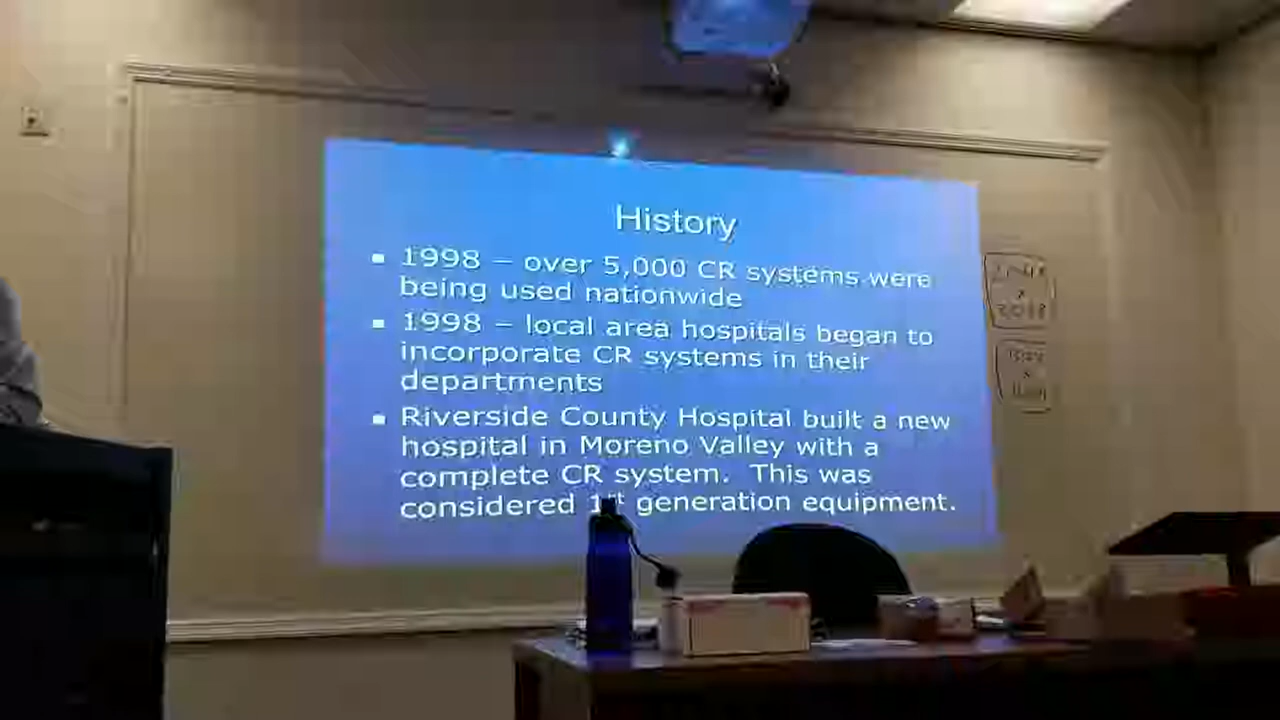 History
1998 – over 5,000 CR systems were
being used nationwide
1998 – local area hospitals began to
incorporate CR systems in their
departments
Riverside County Hospital built a new
hospital in Moreno Valley with a
complete CR system. This was
considered 1st generation equipment.